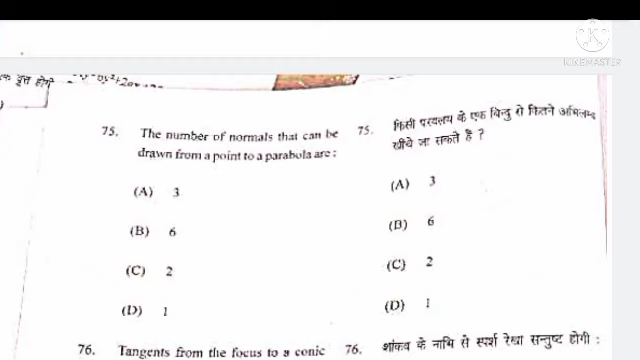 वृत्त होगी
75. The number of normals that can be
drawn from a point to a parabola are :
(A) 3
(B) 6
(C) 2
(D) 1
76. Tangents from the focus to a conic
75. किसी परवलय के एक बिन्दु से कितने अभिलम्ब
खींचे जा सकते हैं ?
(A) 3
(B) 6
(C) 2
(D) 1
76. शांकव के नाभि से स्पर्श रेखा सन्तुष्ट होगी :
KINEMASTER